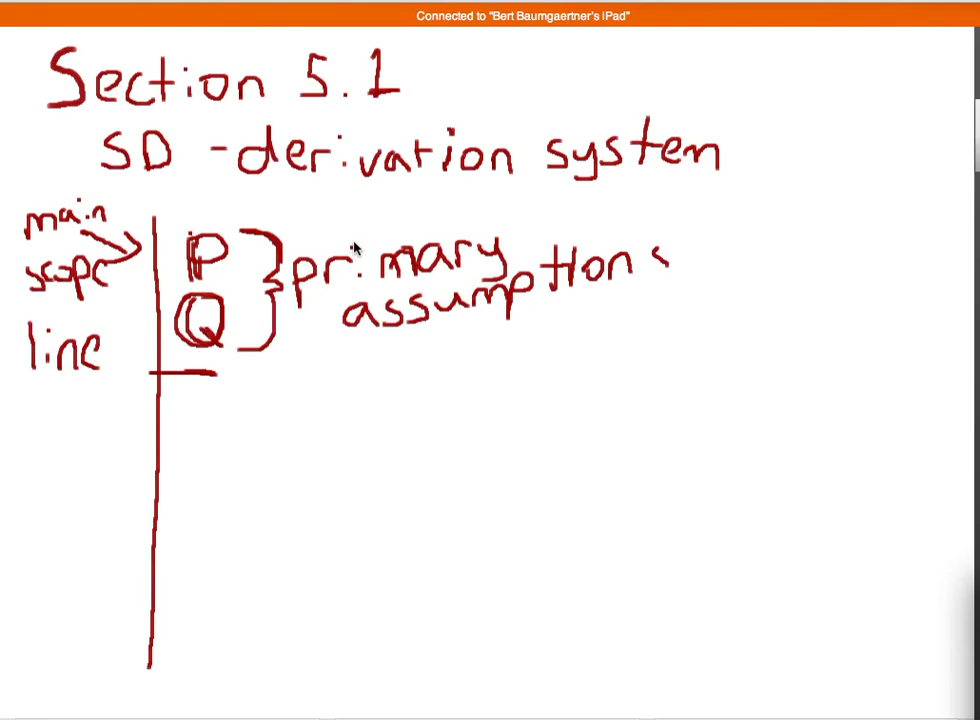 Connected to "Bert Baumgaertner's iPad"
Section 5.1
SD - derivation system
main
scope
line
P
Q
primary
assumptions